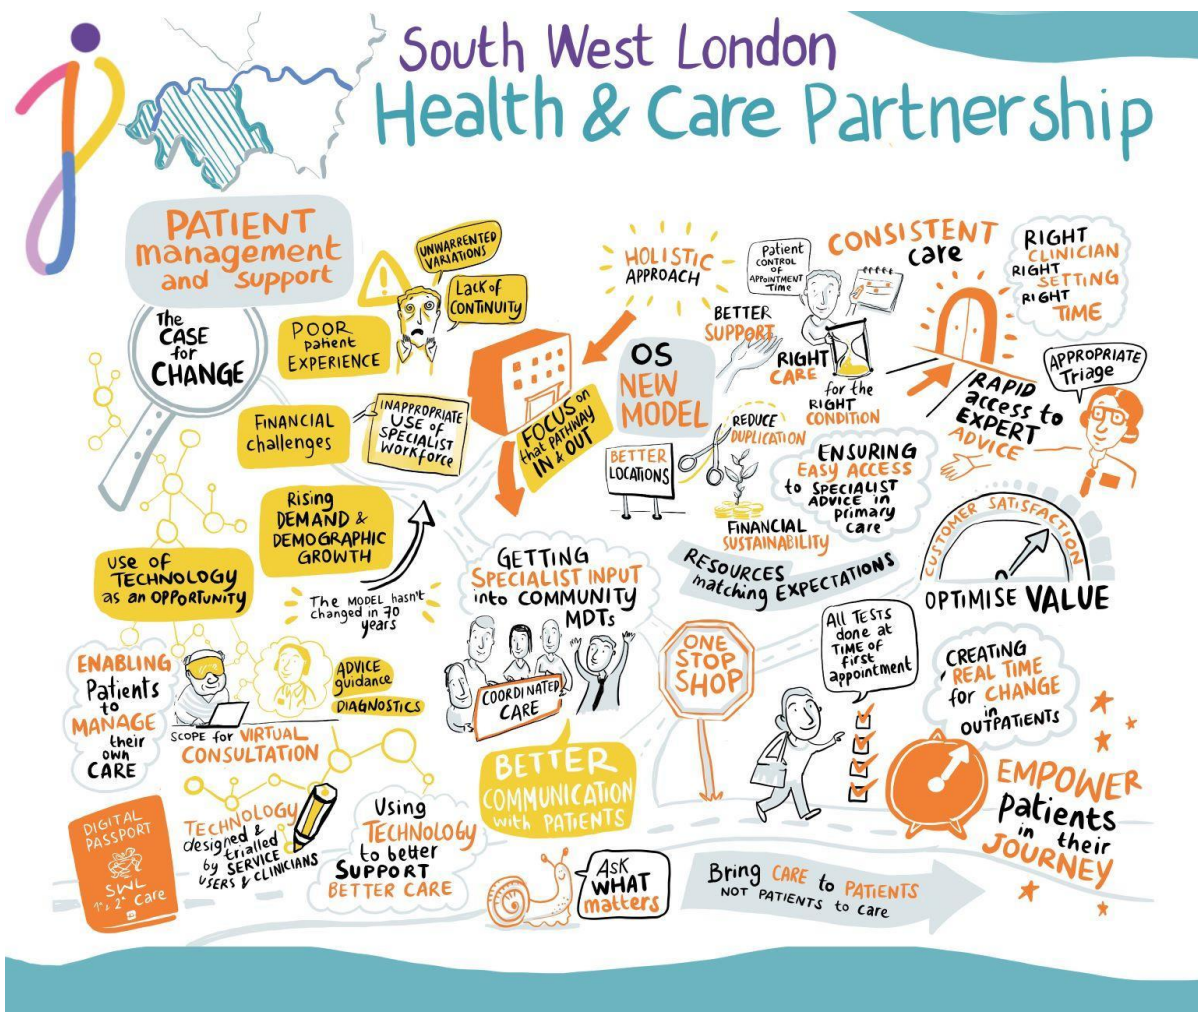 South West London
Health & Care Partnership
PATIENT
management
and support
The
CASE
for
CHANGE
POOR
patient
EXPERIENCE
UNWARRENTED
VARIATIONS
Lack of
CONTINUITY
FINANCIAL
challenges
INAPPROPRIATE
USE of
SPECIALIST
WORKFORCE
Rising
DEMAND &
DEMOGRAPHIC
GROWTH
The MODEL hasn't
changed in 70
years
USE OF
TECHNOLOGY
as an OPPORTUNITY
HOLISTIC
APPROACH
OS
NEW
MODEL
FOCUS on
that PATHWAY
IN & OUT
BETTER
SUPPORT
Patient
CONTROL
OF
APPOINTMENT
Time
CONSISTENT
care
RIGHT
CLINICIAN
RIGHT
SETTING
RIGHT
TIME
RIGHT
CARE
for the
RIGHT
CONDITION
RAPID
access to
EXPERT
ADVICE
APPROPRIATE
Triage
BETTER
LOCATIONS
REDUCE
DUPLICATION
FINANCIAL
SUSTAINABILITY
ENSURING
EASY ACCESS
to SPECIALIST
ADVICE in
primary
care
RESOURCES
matching EXPECTATIONS
CUSTOMER SATISFACTION
OPTIMISE VALUE
GETTING
SPECIALIST INPUT
into COMMUNITY
MDTs
COORDINATED
CARE
ENABLING
Patients
to
MANAGE
their
own
CARE
ADVICE
guidance
DIAGNOSTICS
SCOPE for VIRTUAL
CONSULTATION
ONE
STOP
SHOP
All TESTS
done at
TIME of
first
appointment
CREATING
REAL TIME
for CHANGE
in
OUTPATIENTS
BETTER
COMMUNICATION
with PATIENTS
EMPOWER
patients
in their
JOURNEY
DIGITAL
PASSPORT
SWL
1° & 2° Care
TECHNOLOGY
designed &
trialled
by SERVICE
USERS & CLINICIANS
Using
TECHNOLOGY
to better
SUPPORT
BETTER CARE
ASK
WHAT
matters
Bring CARE to PATIENTS
NOT PATIENTS to care